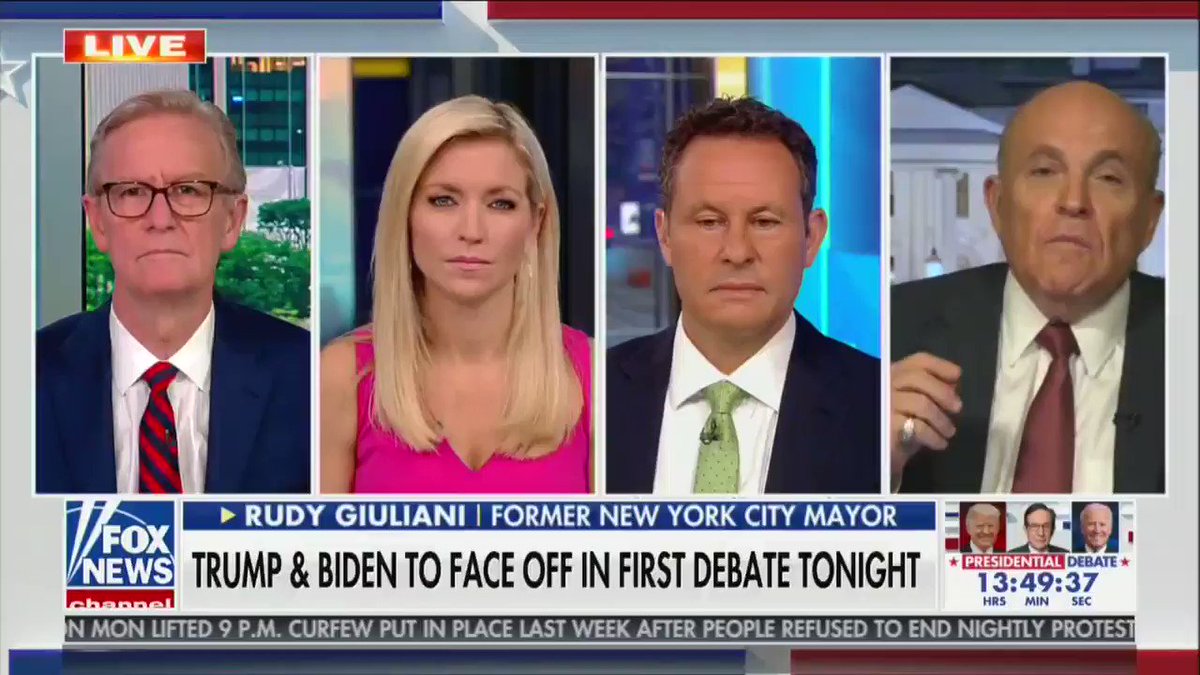 LIVE
FOX
NEWS
channel
RUDY GIULIANI | FORMER NEW YORK CITY MAYOR
TRUMP & BIDEN TO FACE OFF IN FIRST DEBATE TONIGHT
PRESIDENTIAL DEBATE
13:49:37
HRS MIN SEC
ON MON LIFTED 9 P.M. CURFEW PUT IN PLACE LAST WEEK AFTER PEOPLE REFUSED TO END NIGHTLY PROTEST